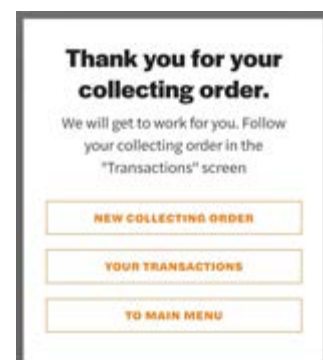 Thank you for your
collecting order.
We will get to work for you. Follow
your collecting order in the
"Transactions" screen
NEW COLLECTING ORDER
YOUR TRANSACTIONS
TO MAIN MENU